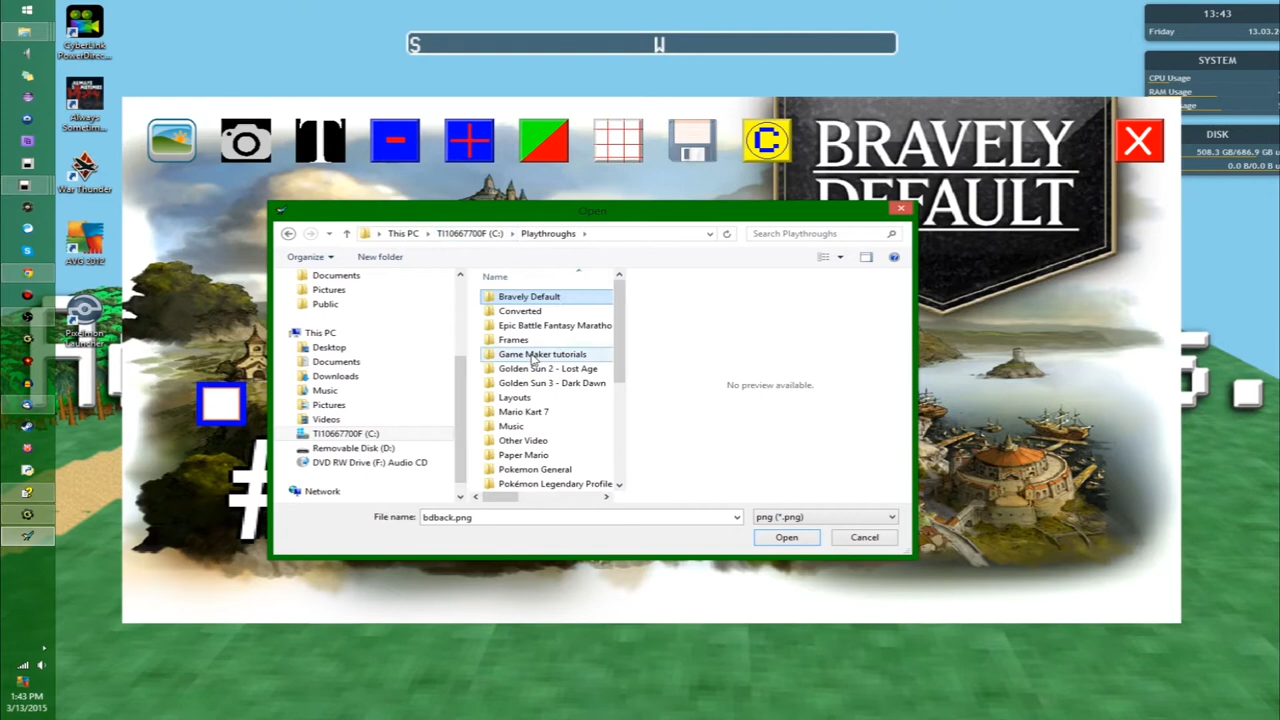 CyberLink
PowerDirec...
Always
Sometim...
War Thunder
AVG 2012
Pixelmon
S W
13:43
Friday 13.03.2
SYSTEM
CPU Usage
RAM Usage
DISK
508.3 GB/686.9 GB
0.0 B/0.0 B
T
C
BRAVELY
DEFAULT
#
Open
This PC
TI10667700F (C:)
Playthroughs
Search Playthroughs
Organize
New folder
Documents
Pictures
Public
This PC
Desktop
Documents
Downloads
Music
Pictures
Videos
TI10667700F (C:)
Removable Disk (D:)
DVD RW Drive (F:) Audio CD
Network
Name
Bravely Default
Converted
Epic Battle Fantasy Maratho
Frames
Game Maker tutorials
Golden Sun 2 - Lost Age
Golden Sun 3 - Dark Dawn
Layouts
Mario Kart 7
Music
Other Video
Paper Mario
Pokemon General
Pokémon Legendary Profile
No preview available.
File name:
bdback.png
png (*.png)
Open
Cancel
1:43 PM
3/13/2015